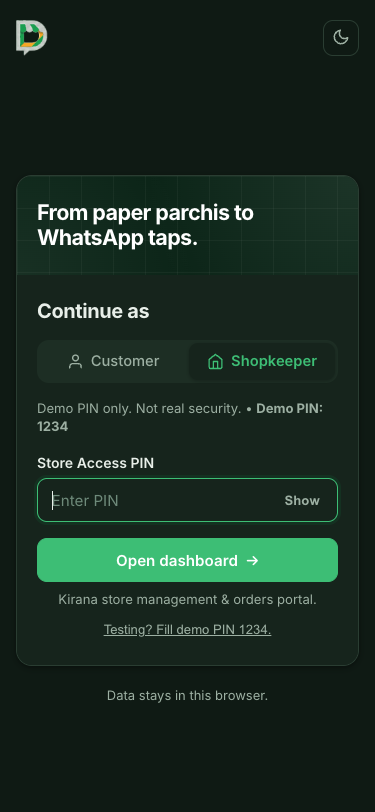 From paper parchis to
WhatsApp taps.
Continue as
Customer
Shopkeeper
Demo PIN only. Not real security. • Demo PIN:
1234
Store Access PIN
Enter PIN
Show
Open dashboard →
Kirana store management & orders portal.
Testing? Fill demo PIN 1234.
Data stays in this browser.